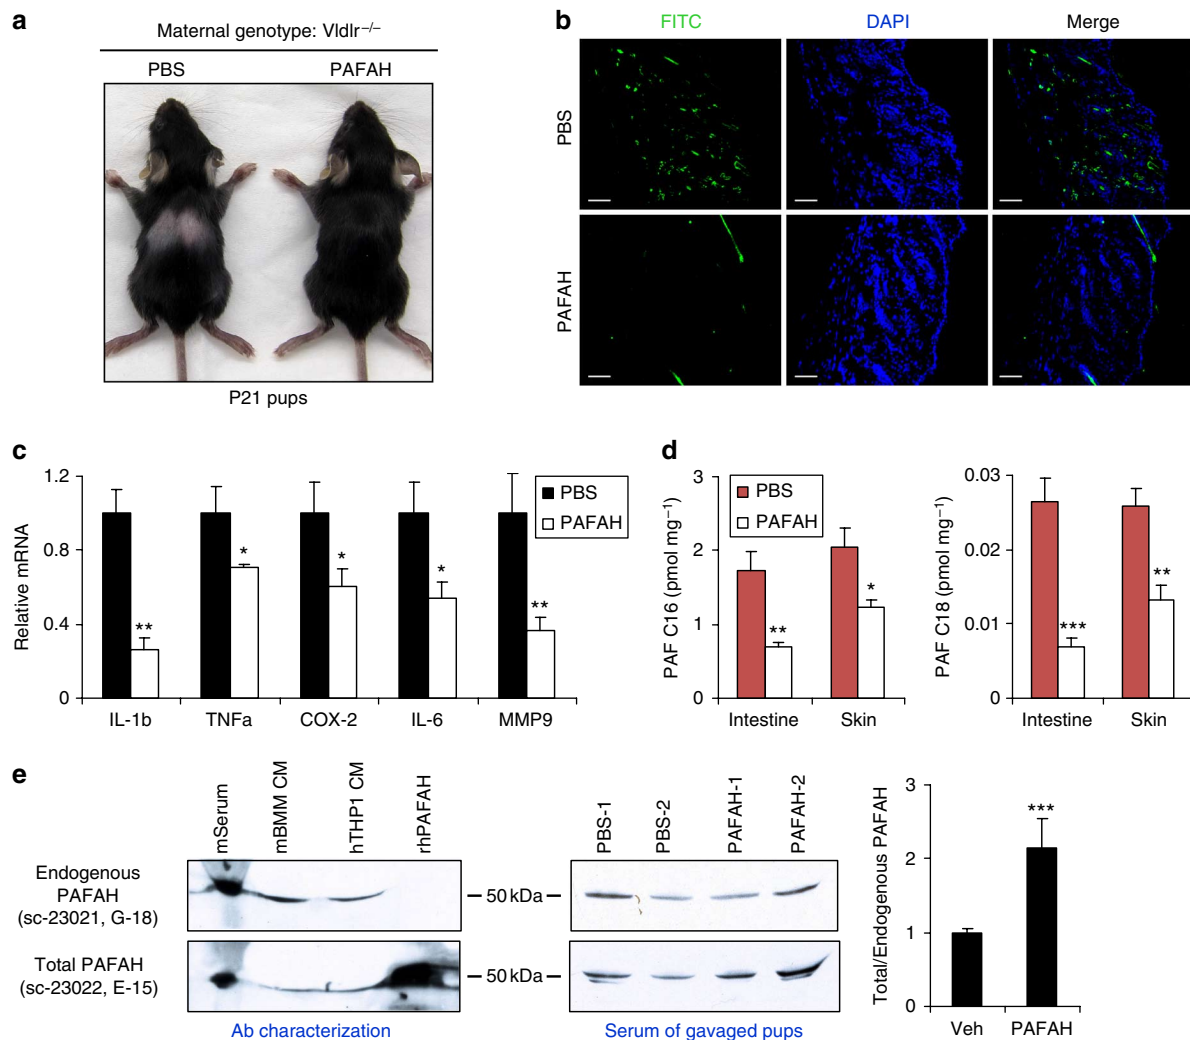 a
Maternal genotype: Vldlr–/–
PBS PAFAH
P21 pups
b
FITC DAPI Merge
PBS
PAFAH
c
Relative mRNA
1.2
0.8
0.4
0
PBS
PAFAH
** * * * **
IL-1b TNFa COX-2 IL-6 MMP9
d
PAF C16 (pmol mg–1)
3
2
1
0
PBS
PAFAH
** *
Intestine Skin
PAF C18 (pmol mg–1)
0.03
0.02
0.01
0
*** **
Intestine Skin
e
mSerum mBMM CM hTHP1 CM rhPAFAH
Endogenous
PAFAH
(sc-23021, G-18)
Total PAFAH
(sc-23022, E-15)
Ab characterization
50 kDa
50 kDa
PBS-1 PBS-2 PAFAH-1 PAFAH-2
Serum of gavaged pups
Total/Endogenous PAFAH
3
2
1
0
***
Veh PAFAH